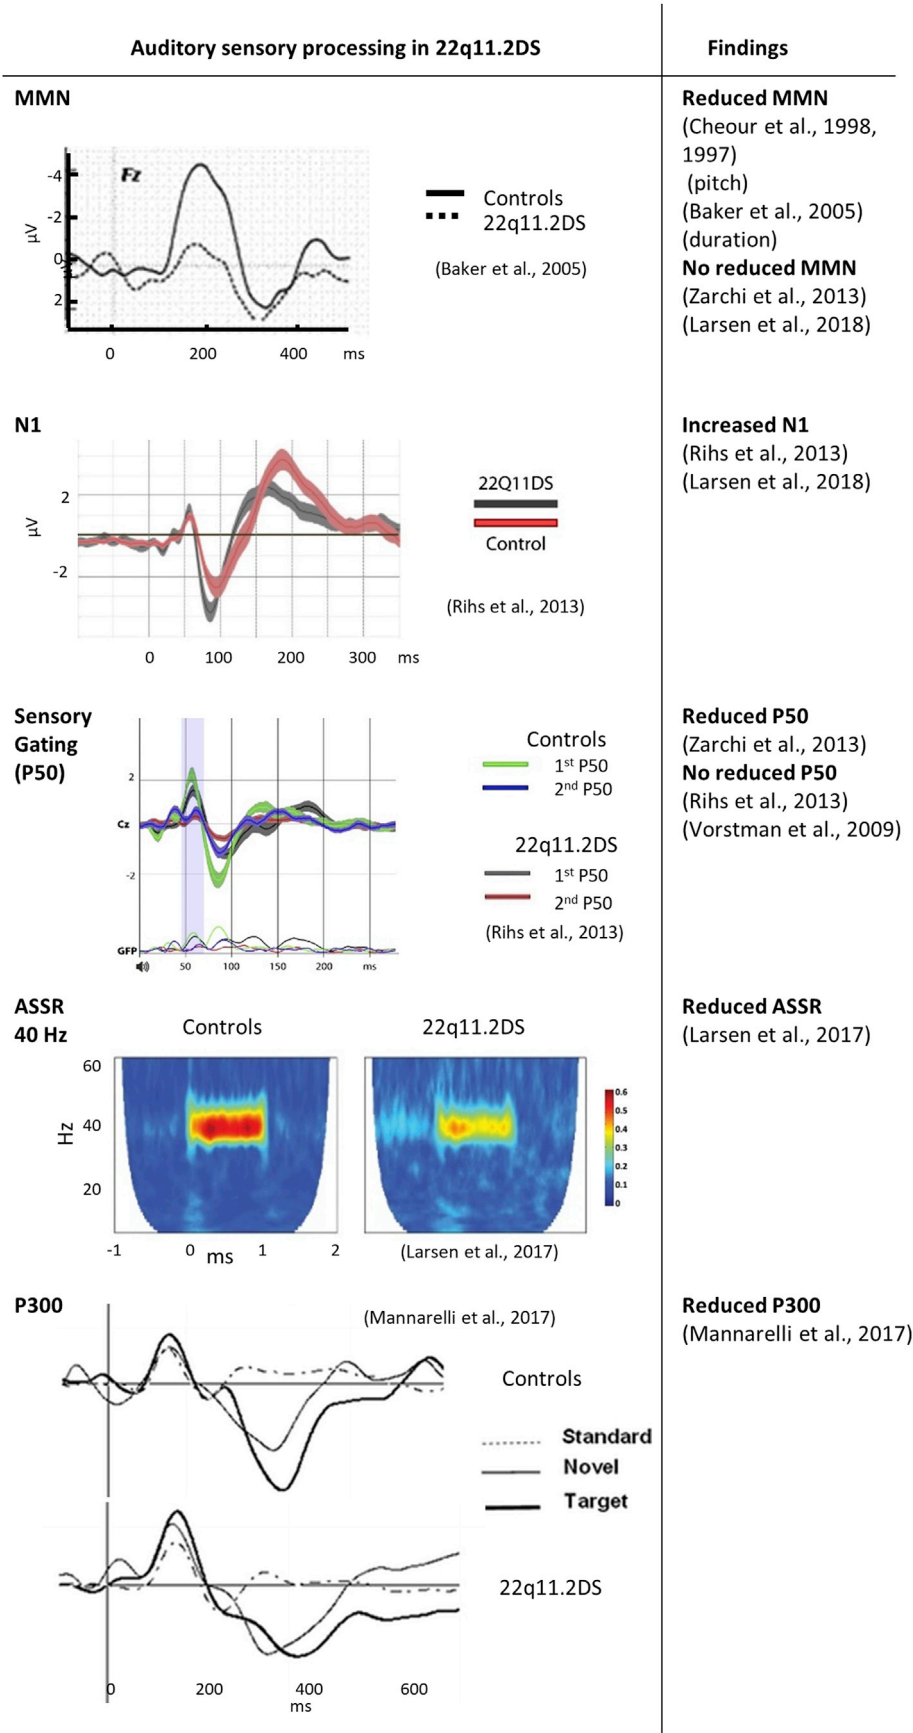 Auditory sensory processing in 22q11.2DS
Findings
MMN
-4
-2
0
2
μV
Fz
0 200 400 ms
Controls
22q11.2DS
(Baker et al., 2005)
Reduced MMN
(Cheour et al., 1998,
1997)
(pitch)
(Baker et al., 2005)
(duration)
No reduced MMN
(Zarchi et al., 2013)
(Larsen et al., 2018)
N1
2
-2
μV
0 100 200 300 ms
22Q11DS
Control
(Rihs et al., 2013)
Increased N1
(Rihs et al., 2013)
(Larsen et al., 2018)
Sensory
Gating
(P50)
2
Cz
-2
GFP
50 100 150 200 ms
Controls
1st P50
2nd P50
22q11.2DS
1st P50
2nd P50
(Rihs et al., 2013)
Reduced P50
(Zarchi et al., 2013)
No reduced P50
(Rihs et al., 2013)
(Vorstman et al., 2009)
ASSR
40 Hz
Controls
22q11.2DS
60
40
20
Hz
-1 0 1 2
ms
0.6
0.5
0.4
0.3
0.2
0.1
0
(Larsen et al., 2017)
Reduced ASSR
(Larsen et al., 2017)
P300
(Mannarelli et al., 2017)
Controls
Standard
Novel
Target
22q11.2DS
0 200 400 600
ms
Reduced P300
(Mannarelli et al., 2017)